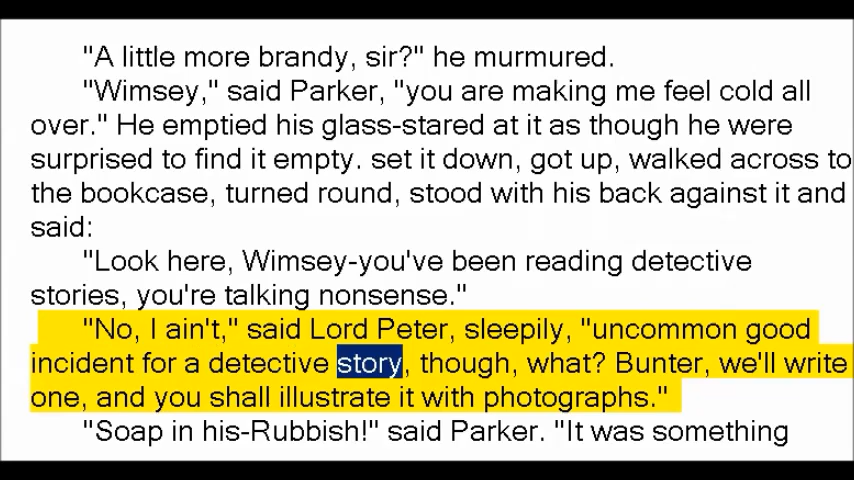 "A little more brandy, sir?" he murmured.
"Wimsey," said Parker, "you are making me feel cold all
over." He emptied his glass-stared at it as though he were
surprised to find it empty. set it down, got up, walked across to
the bookcase, turned round, stood with his back against it and
said:
"Look here, Wimsey-you've been reading detective
stories, you're talking nonsense."
"No, I ain't," said Lord Peter, sleepily, "uncommon good
incident for a detective story, though, what? Bunter, we'll write
one, and you shall illustrate it with photographs."
"Soap in his-Rubbish!" said Parker. "It was something